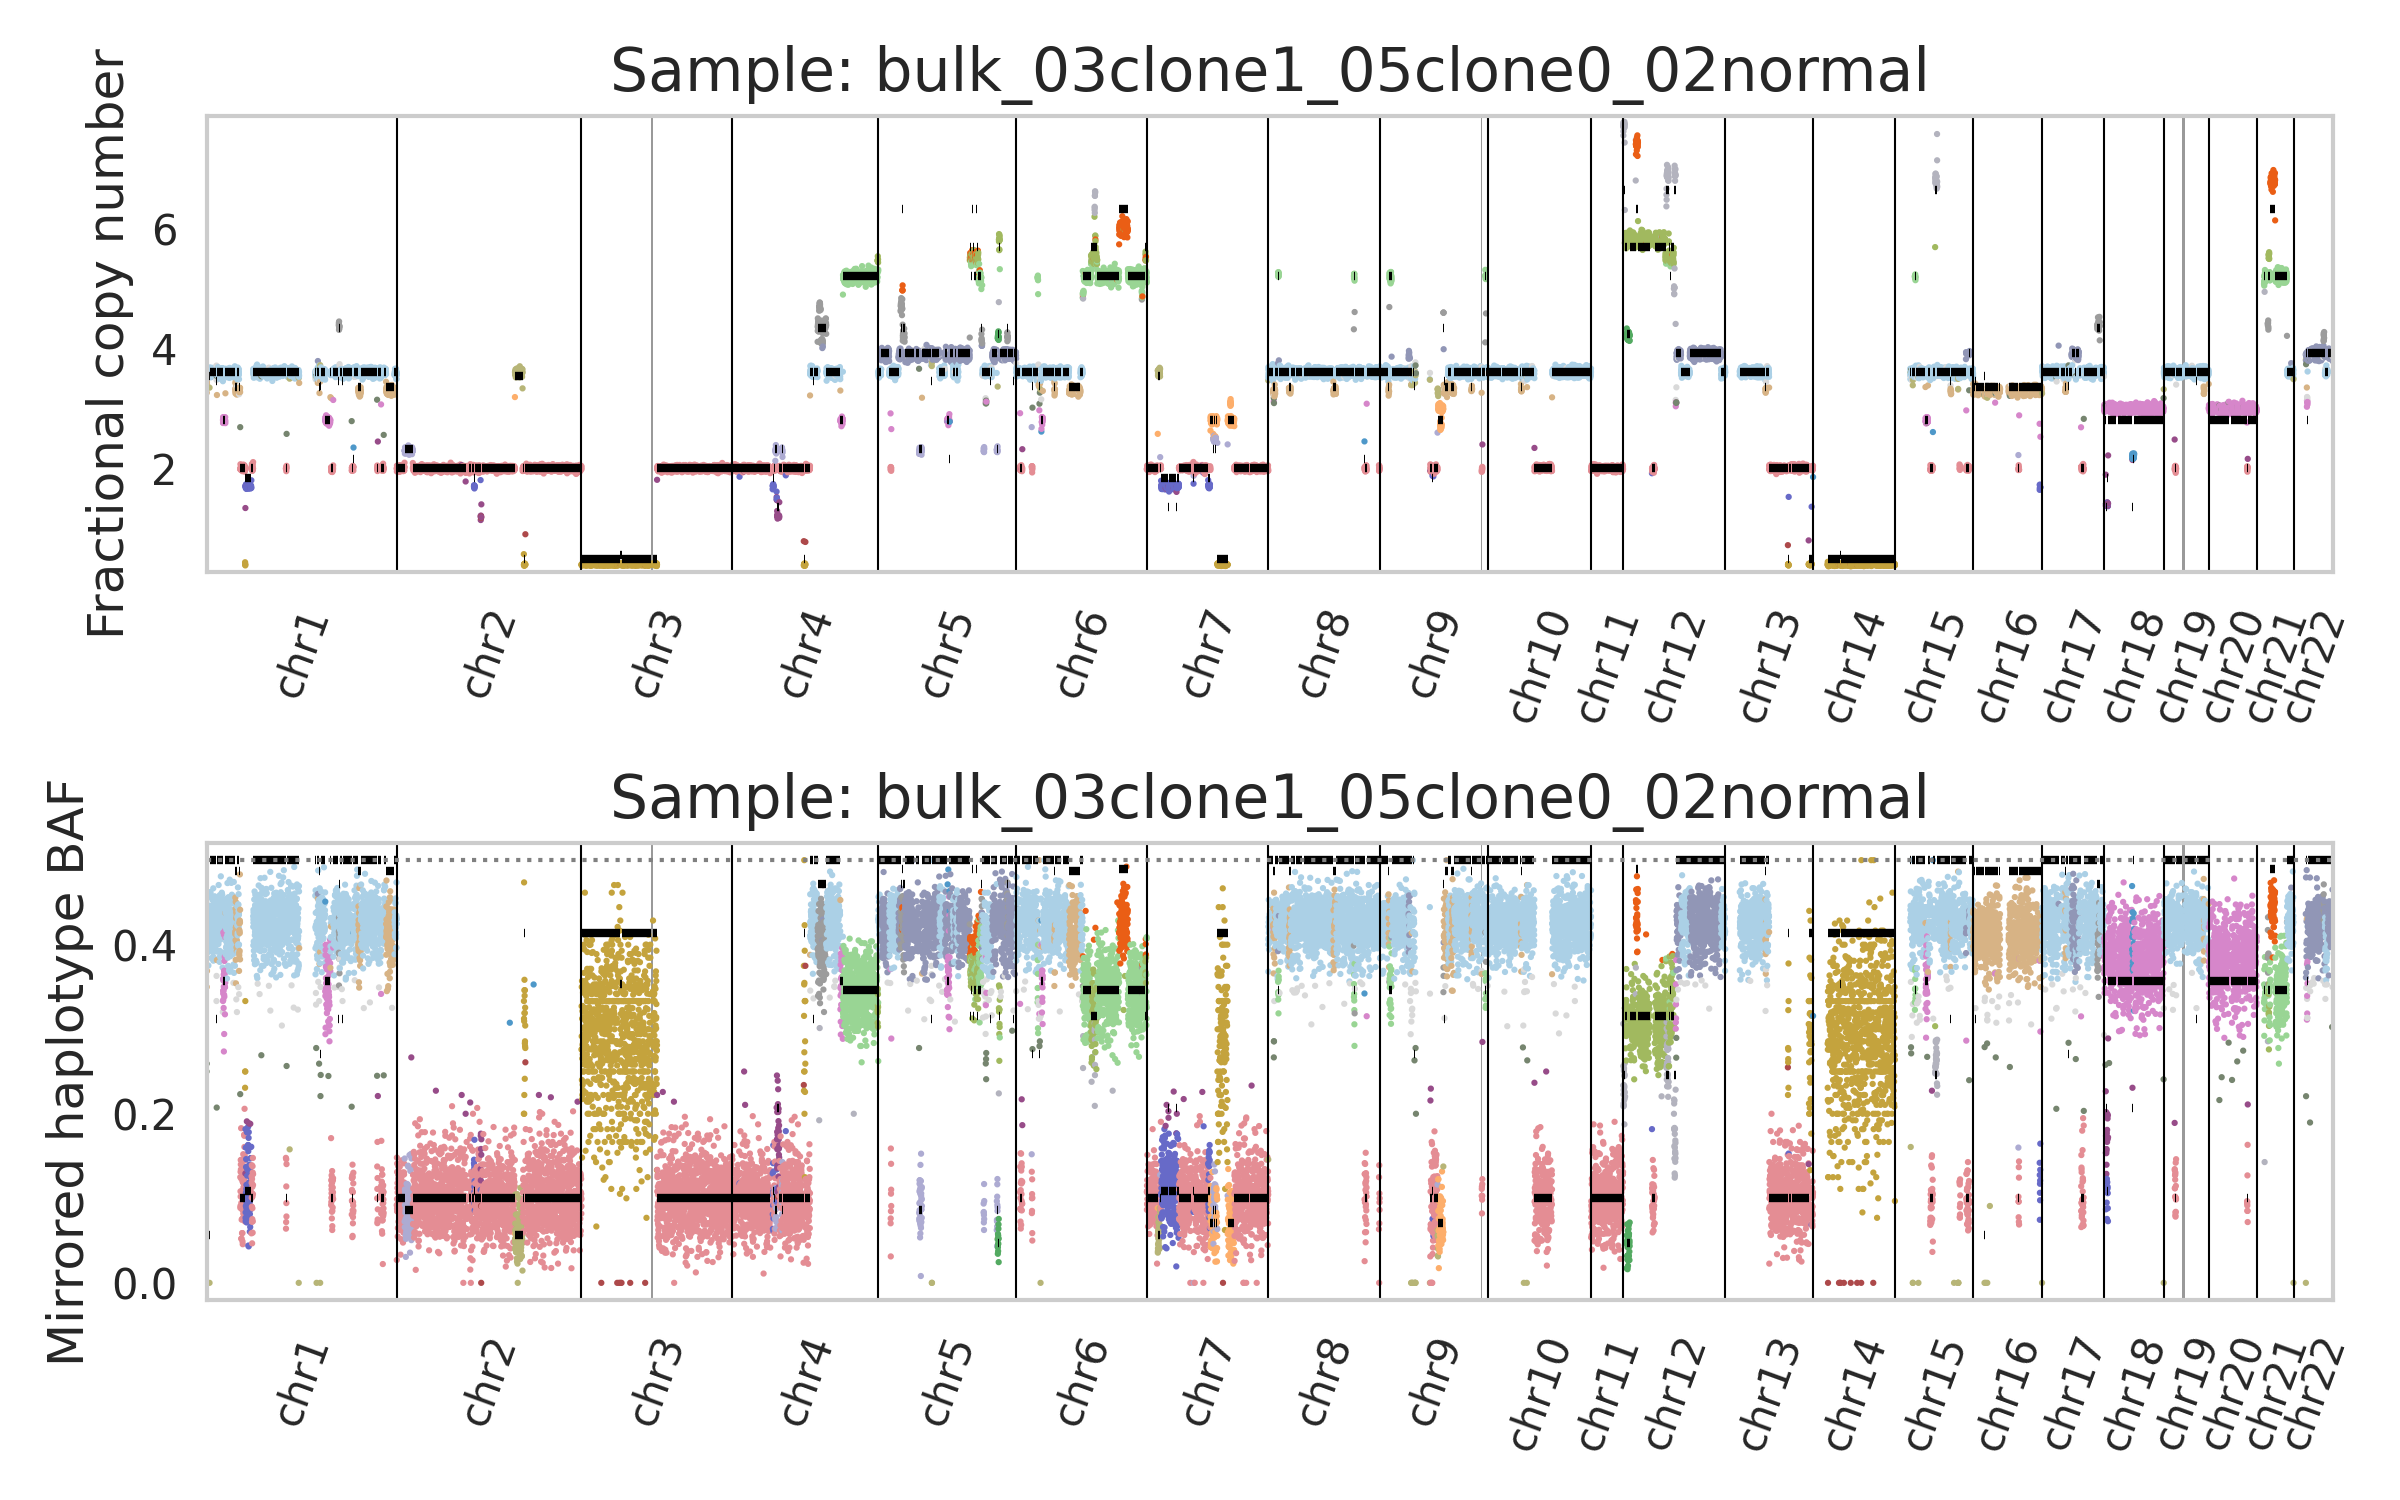 Sample: bulk_03clone1_05clone0_02normal
Fractional copy number
6
4
2
chr1 chr2 chr3 chr4 chr5 chr6 chr7 chr8 chr9 chr10 chr11 chr12 chr13 chr14 chr15 chr16 chr17 chr18 chr19 chr20 chr21 chr22
Sample: bulk_03clone1_05clone0_02normal
Mirrored haplotype BAF
0.4
0.2
0.0
chr1 chr2 chr3 chr4 chr5 chr6 chr7 chr8 chr9 chr10 chr11 chr12 chr13 chr14 chr15 chr16 chr17 chr18 chr19 chr20 chr21 chr22